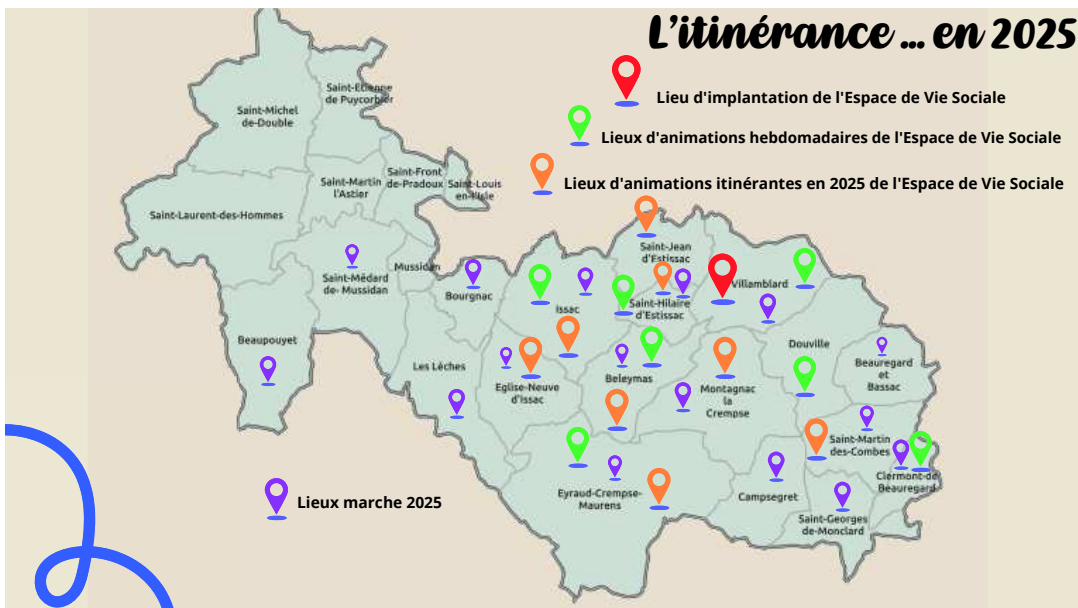 L'itinérance ... en 2025
Lieu d'implantation de l'Espace de Vie Sociale
Lieux d'animations hebdomadaires de l'Espace de Vie Sociale
Lieux d'animations itinérantes en 2025 de l'Espace de Vie Sociale
Saint-Etienne
de Puycorbier
Saint-Michel
de-Double
Saint-Front
de-Pradoux
Saint-Martin
l'Astier
Saint-Louis
en-l'Isle
Saint-Laurent-des-Hommes
Saint-Jean
d'Estissac
Mussidan
Saint-Médard
de- Mussidan
Bourgnac
Issac
Saint-Hilaire
d'Estissac
Villamblard
Beaupouyet
Douville
Les Lèches
Beauregard
et
Bassac
Eglise-Neuve
d'Issac
Beleymas
Montagnac
la
Crempse
Saint-Martin
des-Combes
Clermont-de
Beauregard
Eyraud-Crempse-
Maurens
Campsegret
Saint-Georges
de-Monclard
Lieux marche 2025